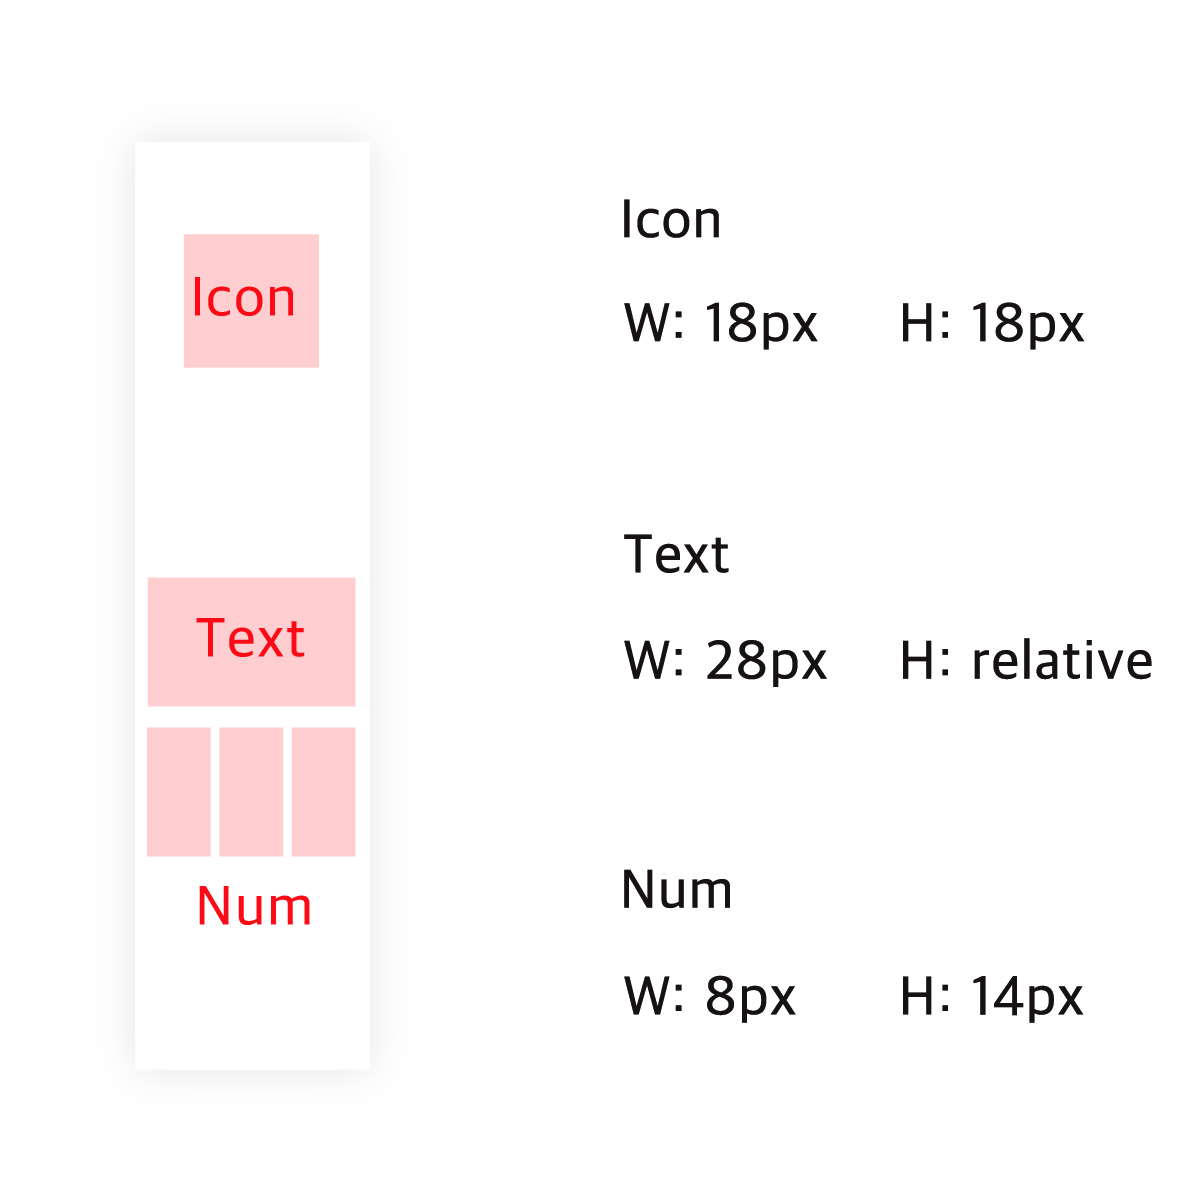 Icon
Text
Num
Icon
W: 18px H: 18px
Text
W: 28px H: relative
Num
W: 8px H: 14px